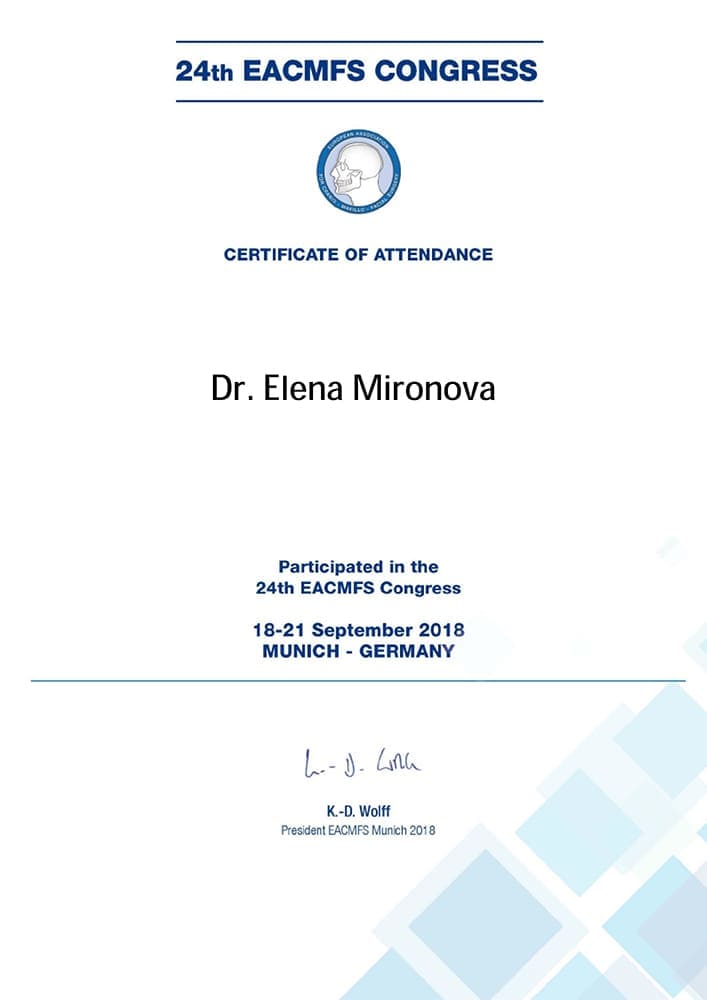 24th EACMFS CONGRESS
EUROPEAN ASSOCIATION
FOR CRANIO - MAXILLO - FACIAL SURGERY
CERTIFICATE OF ATTENDANCE
Dr. Elena Mironova
Participated in the
24th EACMFS Congress
18-21 September 2018
MUNICH - GERMANY
K.-D. Wolff
K.-D. Wolff
President EACMFS Munich 2018